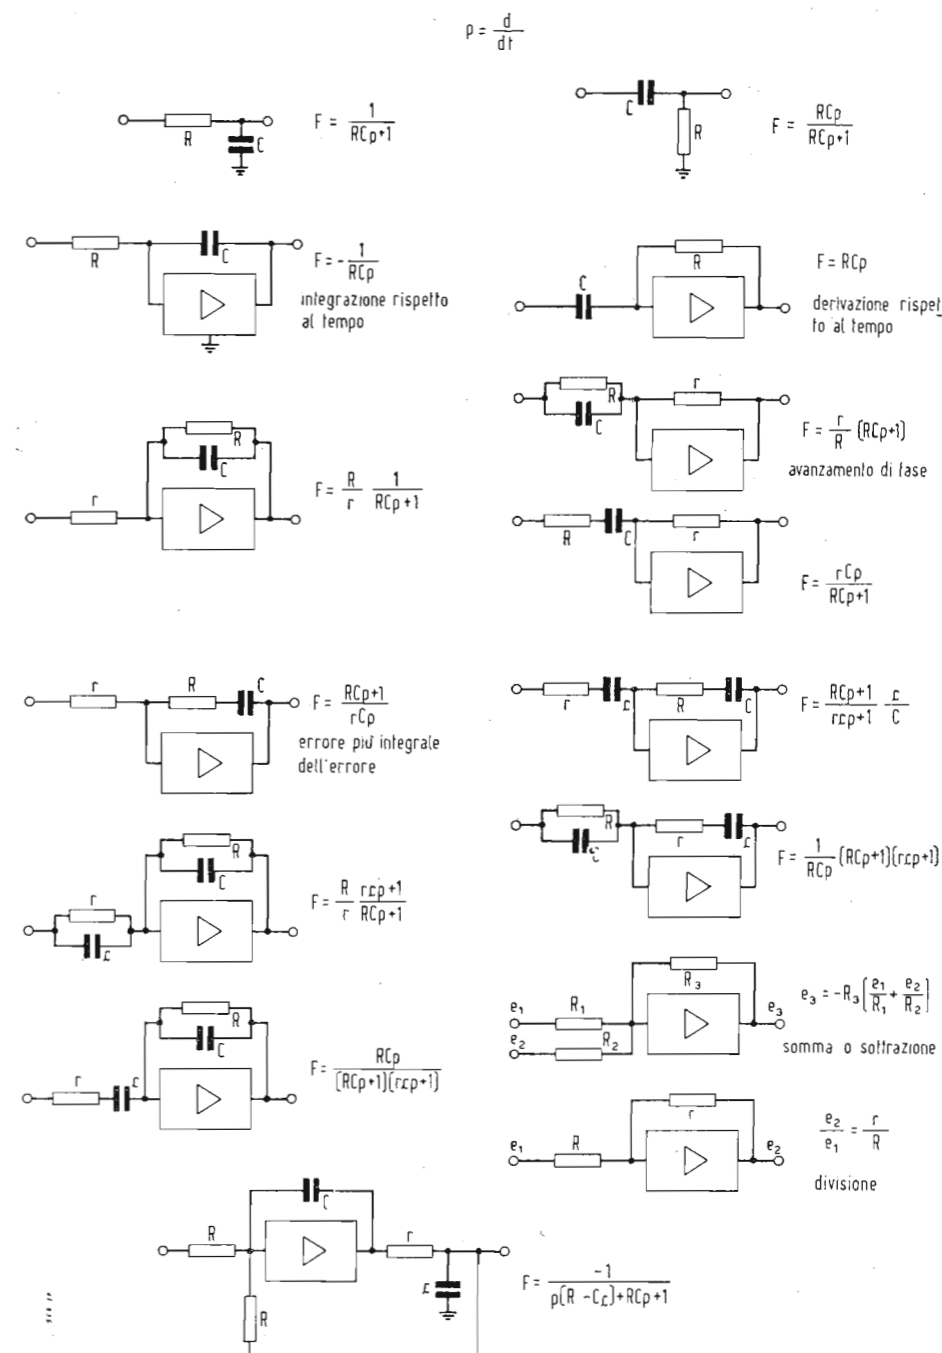 p = d/dt
R
C
F = 1/(RCp+1)
C
R
F = RCp/(RCp+1)
R
C
F = - 1/(RCp)
integrazione rispetto
al tempo
C
R
F = RCp
derivazione rispet
to al tempo
R
C
r
F = R/r 1/(RCp+1)
R
C
r
F = r/R (RCp+1)
avanzamento di fase
R
C
r
F = rCp/(RCp+1)
r
R
C
F = (RCp+1)/(rCp)
errore piu' integrale
dell'errore
r
c
R
C
F = (RCp+1)/(rcp+1) c/C
R
C
r
c
F = R/r (rcp+1)/(RCp+1)
R
C
r
c
F = 1/(RCp) (RCp+1)(rcp+1)
R
C
r
c
F = RCp/((RCp+1)(rcp+1))
e₁
R₁
e₂
R₂
R₃
e₃
e₃ = -R₃ (e₁/R₁ + e₂/R₂)
somma o sottrazione
e₁
R
r
e₂
e₂/e₁ = r/R
divisione
R
C
r
c
R
F = -1/(p(R -Cc)+RCp+1)